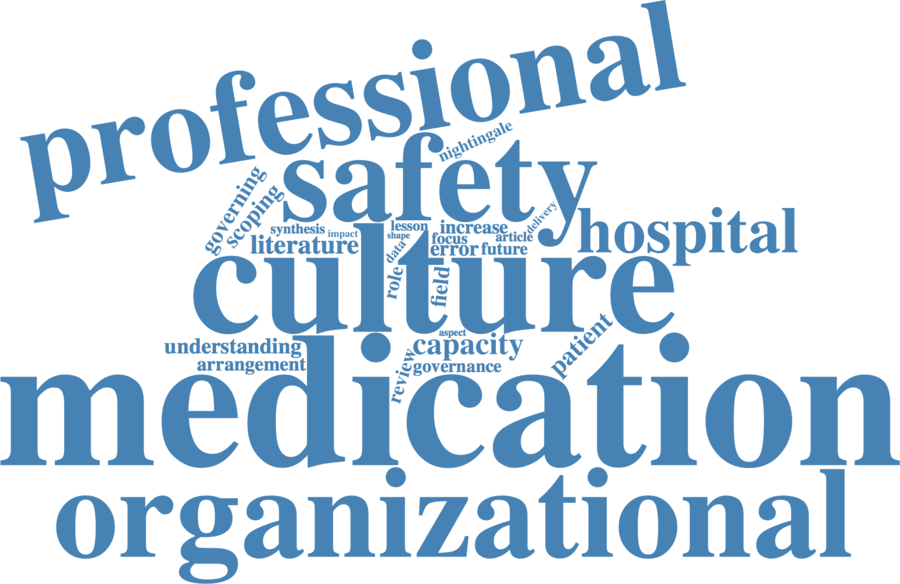 professional
nightingale
safety
governing
scoping
delivery
hospital
synthesis
impact
lesson
shape
increase
focus
article
literature
data
error
future
culture
role
field
aspect
understanding
capacity
patient
arrangement
review
governance
medication
organizational